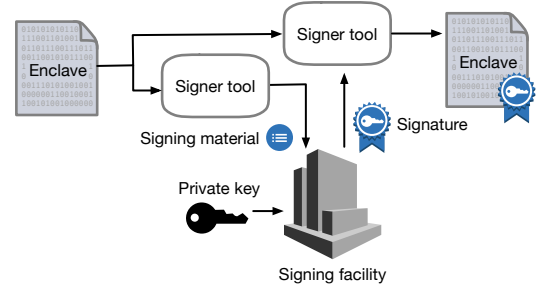 Signer tool
Enclave
Signer tool
Enclave
Signing material
Signature
Private key
Signing facility